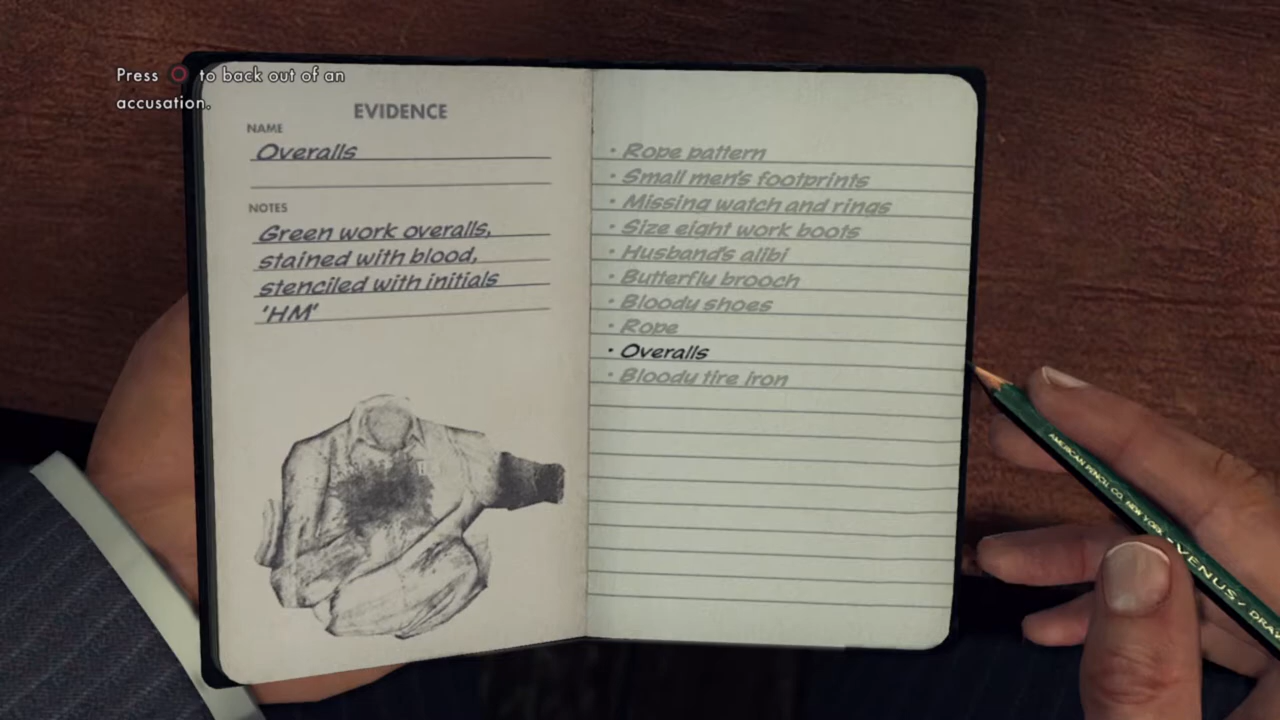 Press O to back out of an
accusation.
EVIDENCE
NAME
Overalls
NOTES
Green work overalls,
stained with blood,
stenciled with initials
'HM'
• Rope pattern
• Small men's footprints
• Missing watch and rings
• Size eight work boots
• Husband's alibi
• Butterfly brooch
• Bloody shoes
• Rope
• Overalls
• Bloody tire iron
AMERICAN PENCIL CO. NEW YORK VENUS DRAW